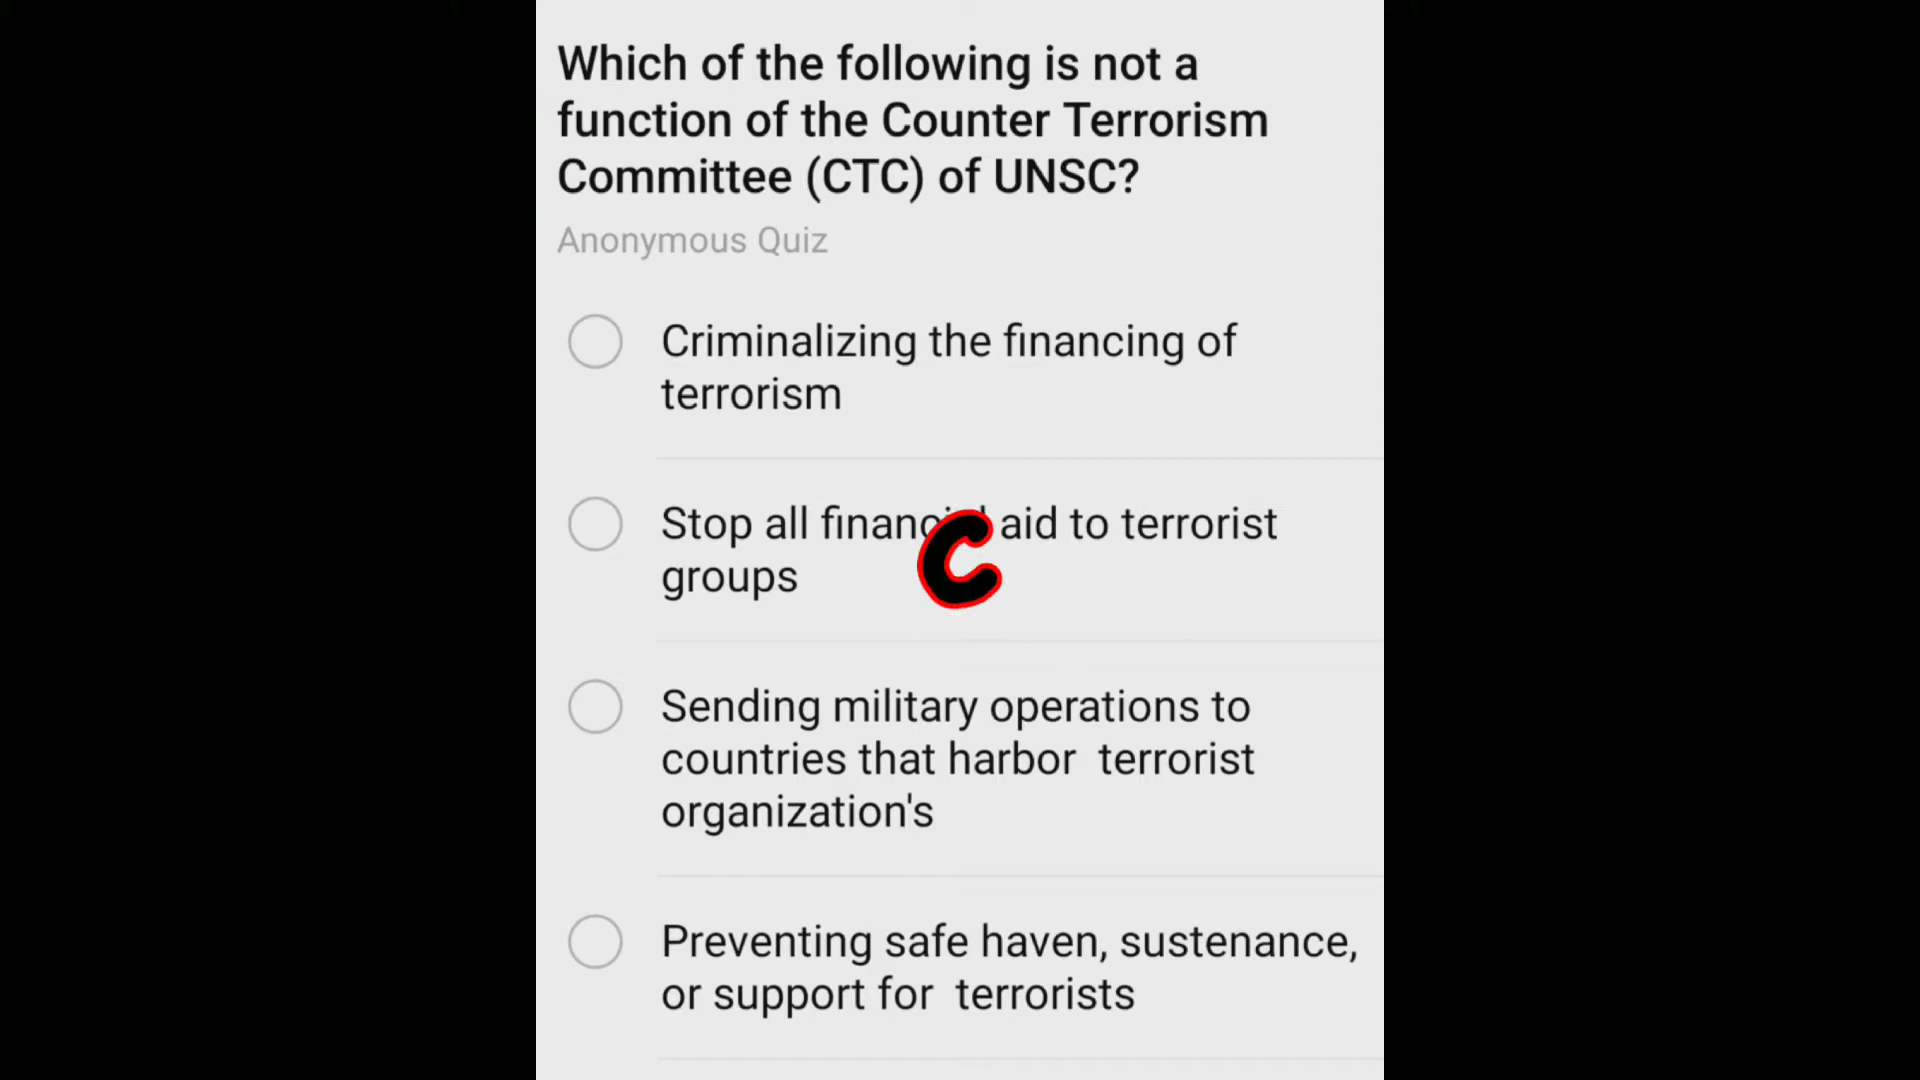 Which of the following is not a
function of the Counter Terrorism
Committee (CTC) of UNSC?
Anonymous Quiz
Criminalizing the financing of
terrorism
Stop all financial aid to terrorist
groups
C
Sending military operations to
countries that harbor terrorist
organization's
Preventing safe haven, sustenance,
or support for terrorists